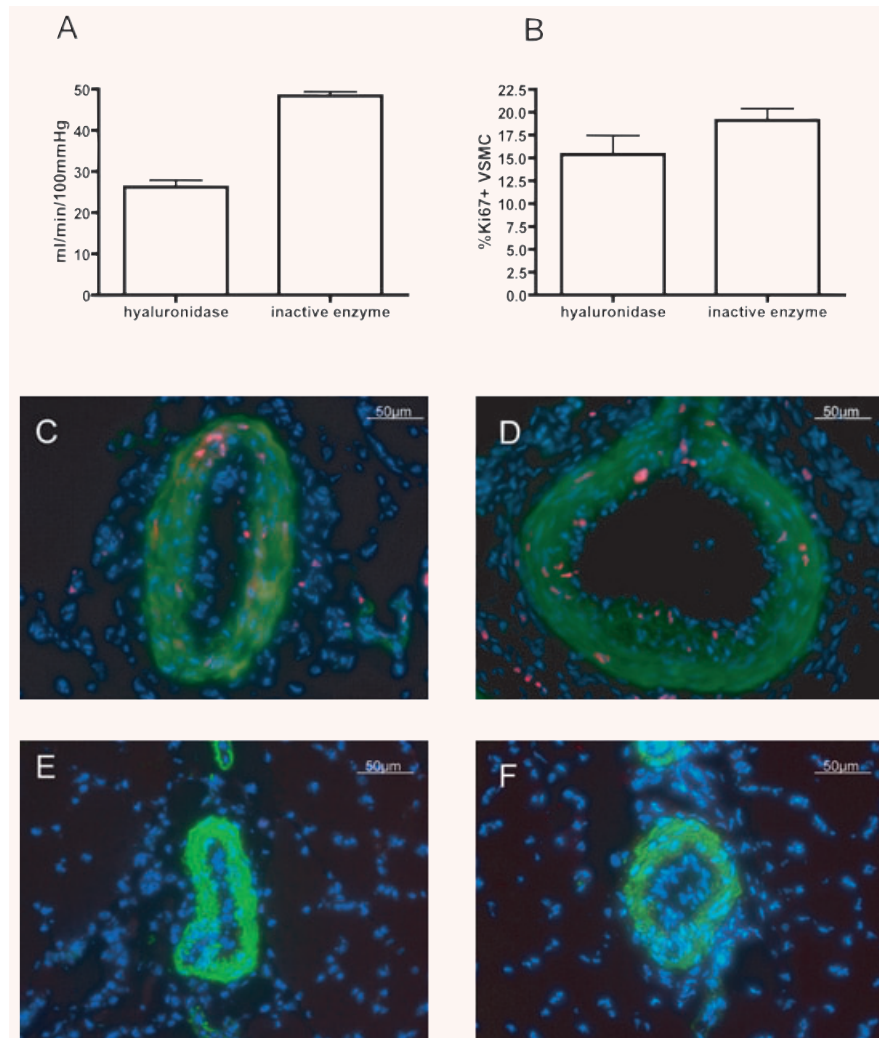 A
B
ml/min/100mmHg
50
40
30
20
10
0
hyaluronidase inactive enzyme
%Ki67+ VSMC
22.5
20.0
17.5
15.0
12.5
10.0
7.5
5.0
2.5
0.0
hyaluronidase inactive enzyme
C
50µm
D
50µm
E
50µm
F
50µm